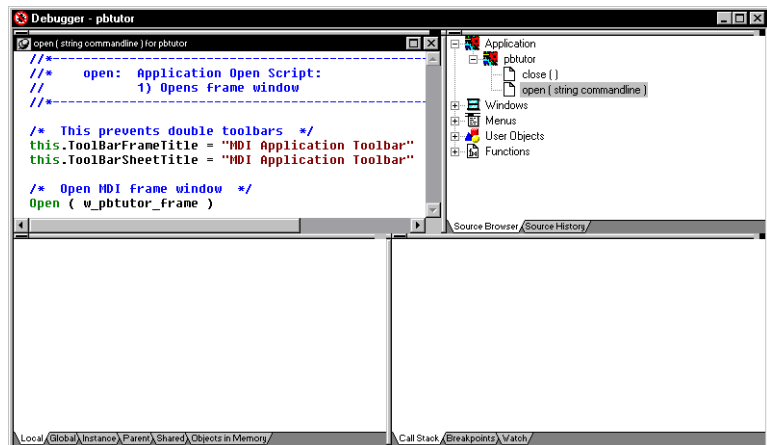 Debugger - pbtutor
open ( string commandline ) for pbtutor
//*---------------------------------------------------
//*    open:  Application Open Script:
//            1) Opens frame window
//*---------------------------------------------------
/*  This prevents double toolbars  */
this.ToolBarFrameTitle = "MDI Application Toolbar"
this.ToolBarSheetTitle = "MDI Application Toolbar"
/*  Open MDI frame window  */
Open ( w_pbtutor_frame )
Application
pbtutor
close ( )
open ( string commandline )
Windows
Menus
User Objects
Functions
Source Browser Source History
Local Global Instance Parent Shared Objects in Memory
Call Stack Breakpoints Watch